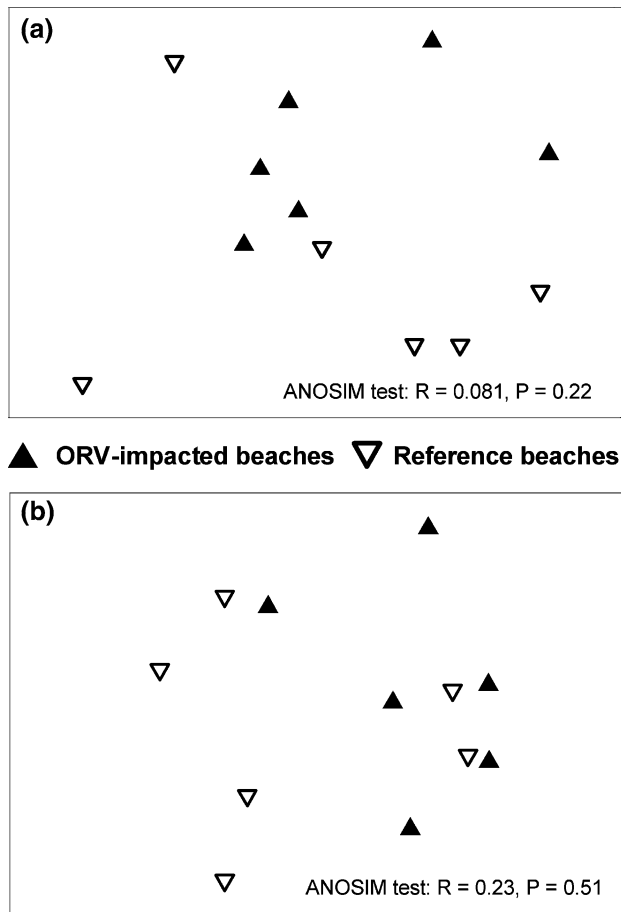 (a)
ANOSIM test: R = 0.081, P = 0.22
ORV-impacted beaches Reference beaches
(b)
ANOSIM test: R = 0.23, P = 0.51